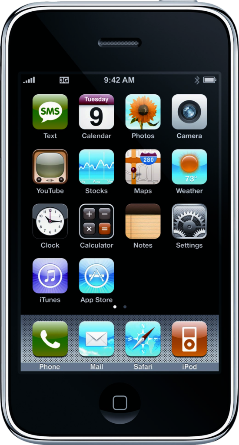 3G 9:42 AM
SMS Tuesday 9 280
Text Calendar Photos Camera
73°
YouTube Stocks Maps Weather
Clock Calculator Notes Settings
iTunes App Store
Phone Mail Safari iPod